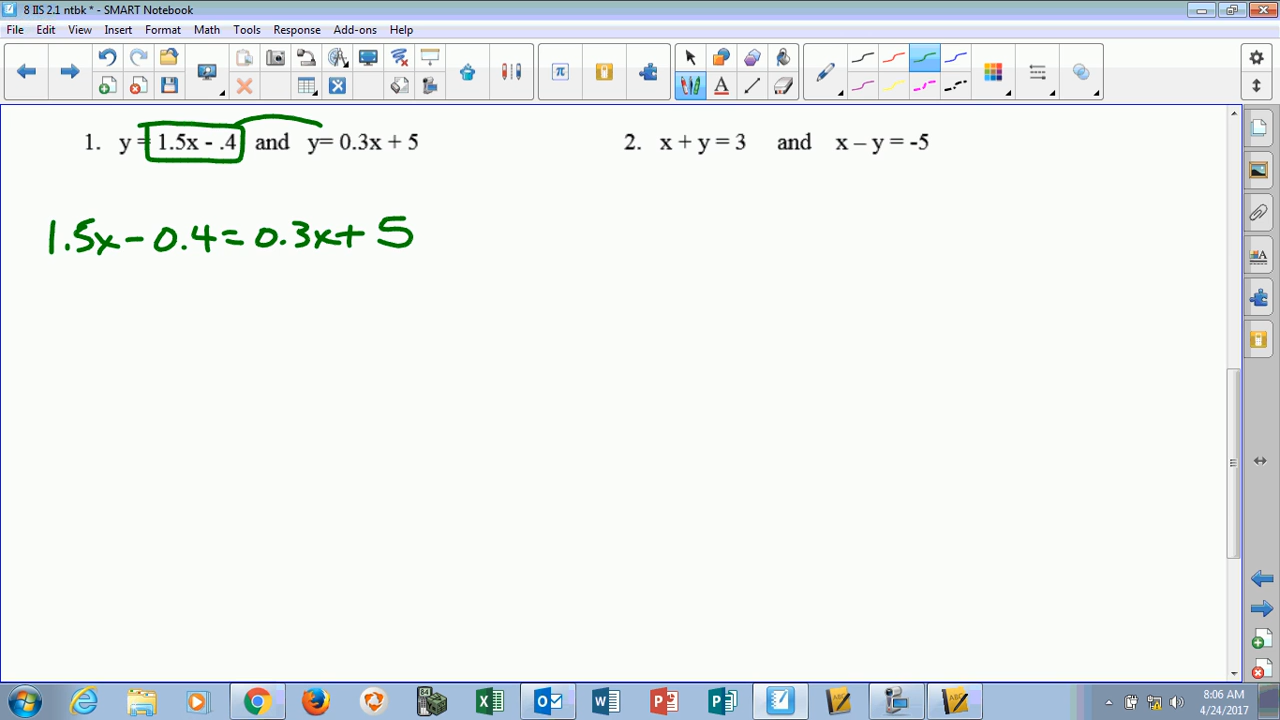 8 IIS 2.1 ntbk * - SMART Notebook
File Edit View Insert Format Math Tools Response Add-ons Help
1. y = 1.5x - .4 and y= 0.3x + 5
2. x + y = 3 and x – y = -5
1.5x - 0.4 = 0.3x + 5
8:06 AM
4/24/2017